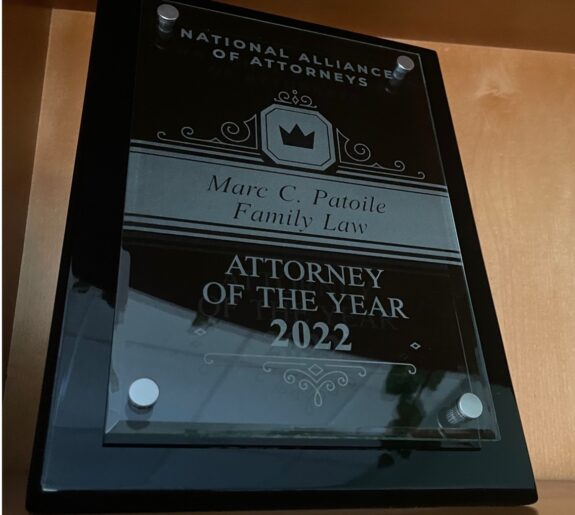 NATIONAL ALLIANCE
OF ATTORNEYS
Marc C. Patoile
Family Law
ATTORNEY
OF THE YEAR
2022